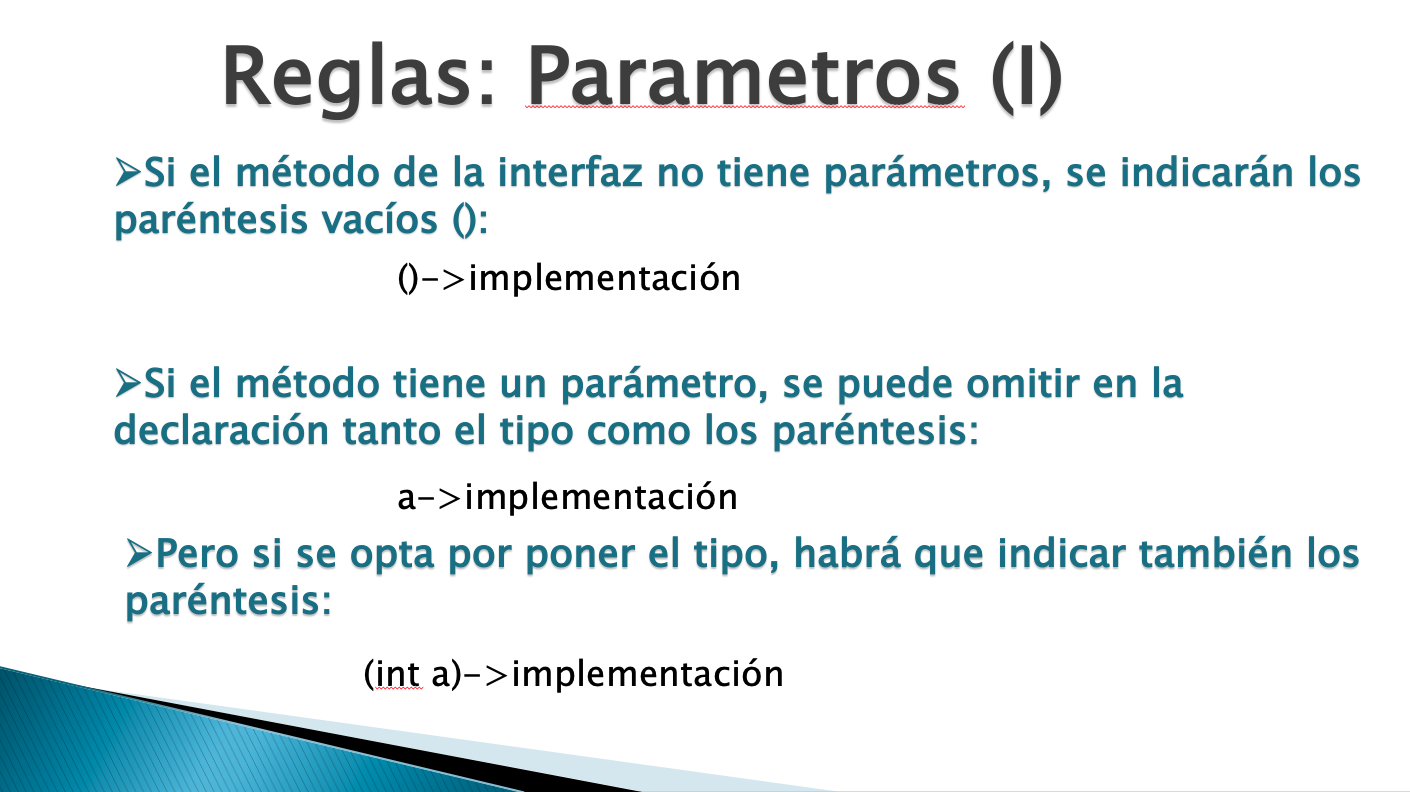 Reglas: Parametros (I)
➢Si el método de la interfaz no tiene parámetros, se indicarán los
paréntesis vacíos ():
()->implementación
➢Si el método tiene un parámetro, se puede omitir en la
declaración tanto el tipo como los paréntesis:
a->implementación
➢Pero si se opta por poner el tipo, habrá que indicar también los
paréntesis:
(int a)->implementación